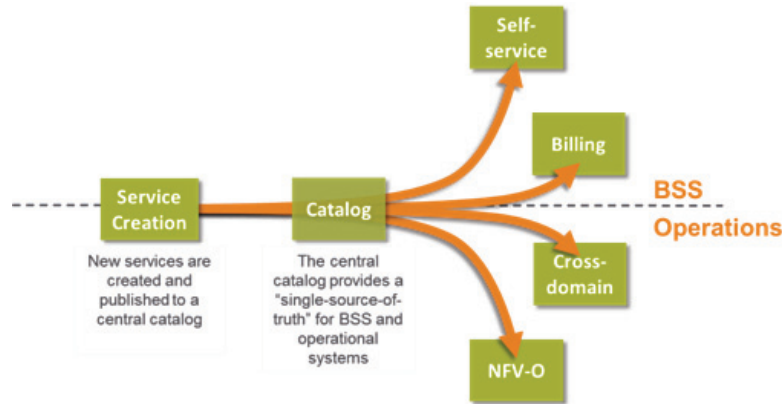 Self-
service
Billing
BSS
Service
Creation
Catalog
Operations
New services are
created and
published to a
central catalog
The central
catalog provides a
"single-source-of-
truth" for BSS and
operational
systems
Cross-
domain
NFV-O